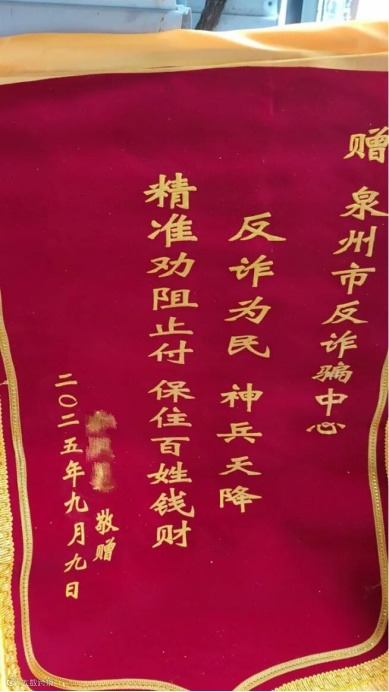 赠 泉州市反诈骗中心
反诈为民 神兵天降
精准劝阻止付 保住百姓钱财
敬赠
二〇二五年九月九日